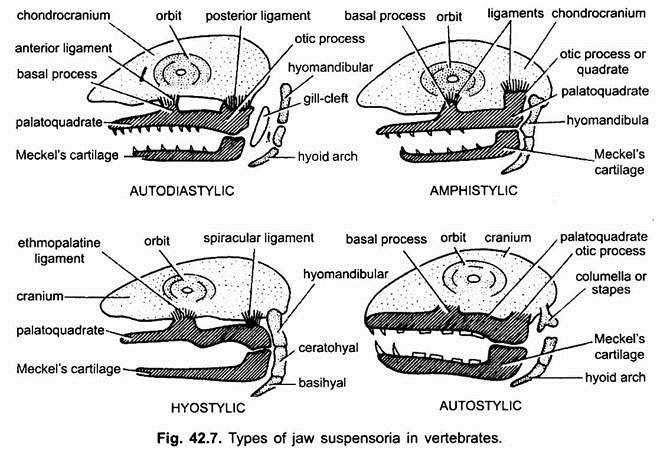 chondrocranium
orbit
posterior ligament
anterior ligament
otic process
basal process
hyomandibular
gill-cleft
palatoquadrate
Meckel's cartilage
hyoid arch
AUTODIASTYLIC
basal process
orbit
ligaments
chondrocranium
otic process or
quadrate
palatoquadrate
hyomandibula
Meckel's
cartilage
AMPHISTYLIC
ethmopalatine
ligament
orbit
spiracular ligament
hyomandibular
cranium
palatoquadrate
ceratohyal
Meckel's cartilage
basihyal
HYOSTYLIC
basal process
orbit
cranium
palatoquadrate
otic process
columella or
stapes
Meckel's
cartilage
hyoid arch
AUTOSTYLIC
Fig. 42.7. Types of jaw suspensoria in vertebrates.